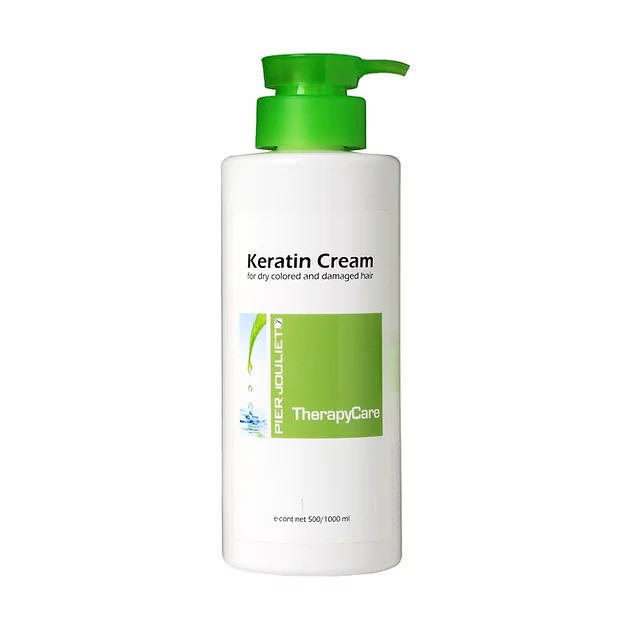 Keratin Cream
for dry colored and damaged hair
PIER JOULIET
TherapyCare
e cont net 500/1000 ml